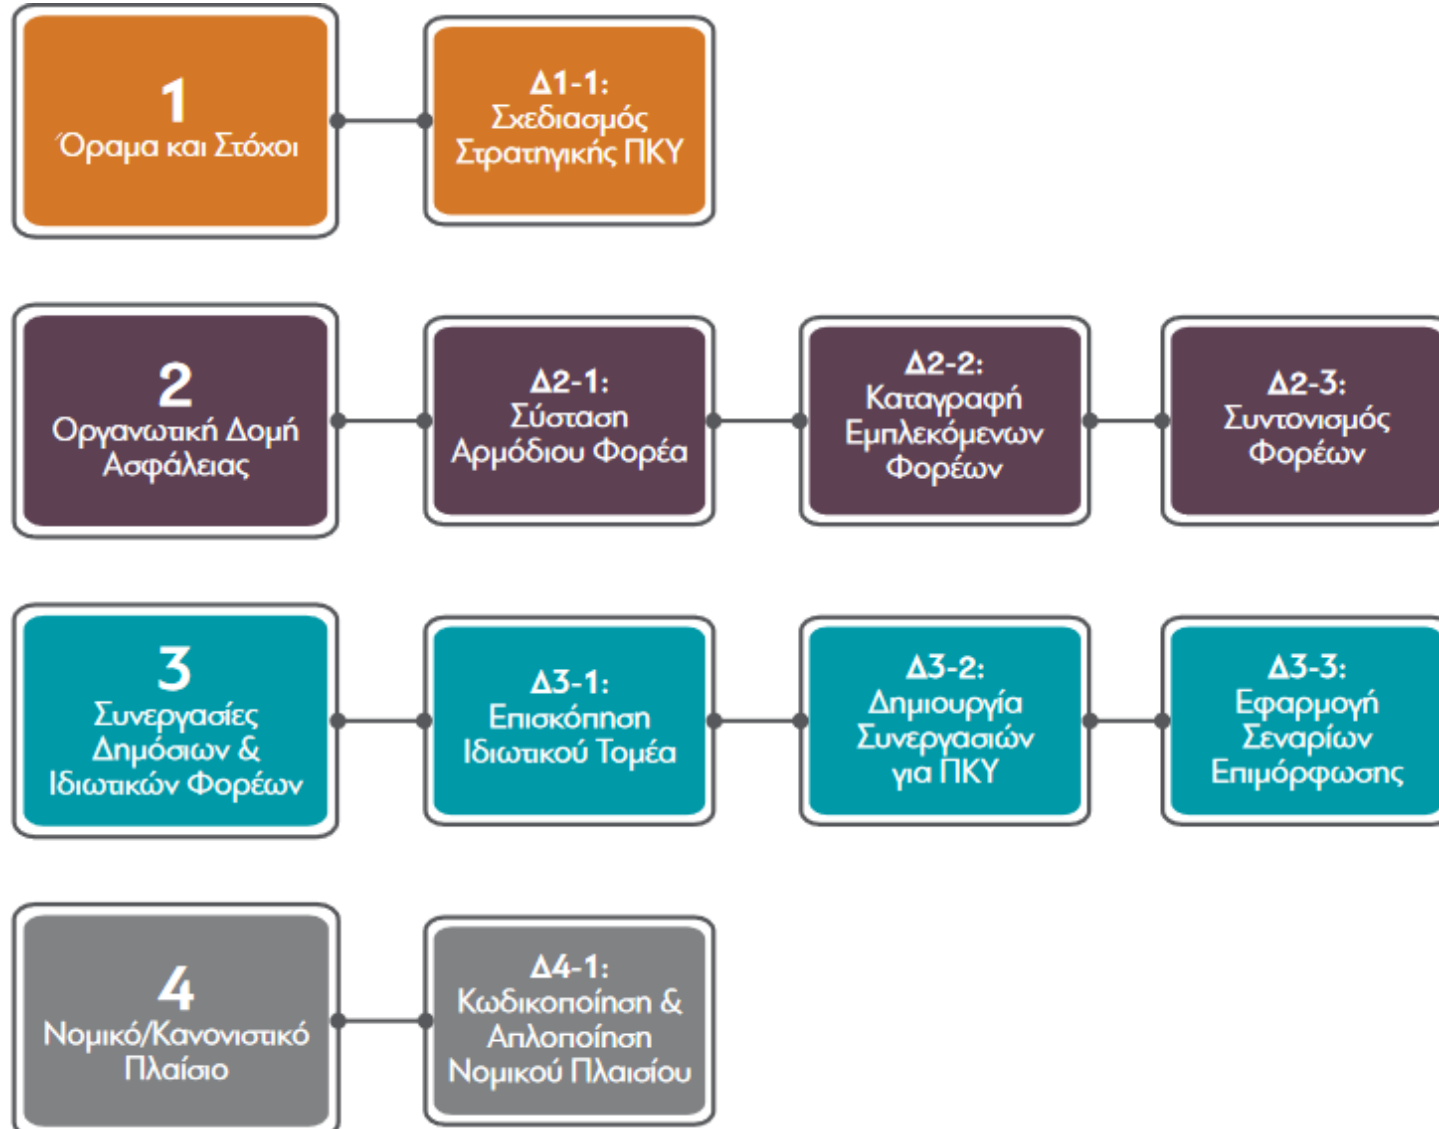 1
Όραμα και Στόχοι
Δ1-1:
Σχεδιασμός
Στρατηγικής ΠΚΥ
2
Οργανωτική Δομή
Ασφάλειας
Δ2-1:
Σύσταση
Αρμόδιου Φορέα
Δ2-2:
Καταγραφή
Εμπλεκόμενων
Φορέων
Δ2-3:
Συντονισμός
Φορέων
3
Συνεργασίες
Δημόσιων &
Ιδιωτικών Φορέων
Δ3-1:
Επισκόπηση
Ιδιωτικού Τομέα
Δ3-2:
Δημιουργία
Συνεργασιών
για ΠΚΥ
Δ3-3:
Εφαρμογή
Σεναρίων
Επιμόρφωσης
4
Νομικό/Κανονιστικό
Πλαίσιο
Δ4-1:
Κωδικοποίηση &
Απλοποίηση
Νομικού Πλαισίου